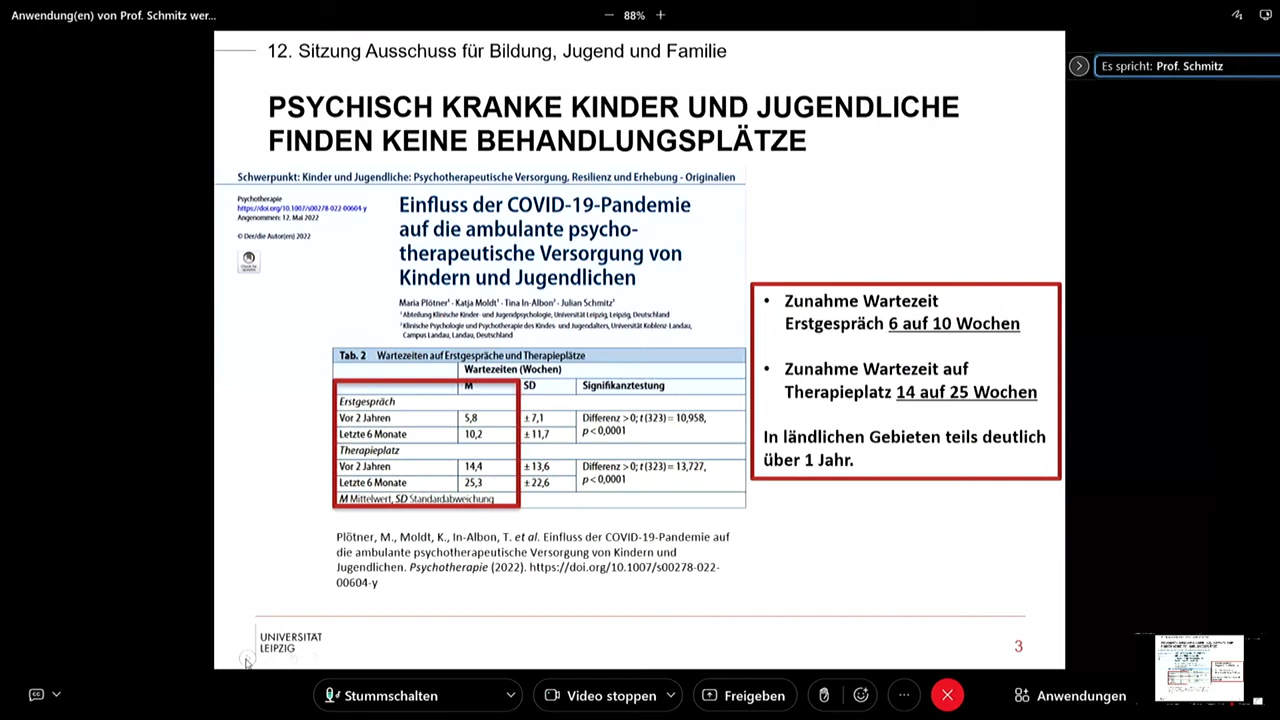 Anwendung(en) von Prof. Schmitz wer...
88%
Es spricht: Prof. Schmitz
12. Sitzung Ausschuss für Bildung, Jugend und Familie
PSYCHISCH KRANKE KINDER UND JUGENDLICHE
FINDEN KEINE BEHANDLUNGSPLÄTZE
Schwerpunkt: Kinder und Jugendliche: Psychotherapeutische Versorgung, Resilienz und Erhebung - Originalien
Psychotherapie
https://doi.org/10.1007/s00278-022-00604-y
Angenommen: 12. Mai 2022
© Der/die Autor(en) 2022
Einfluss der COVID-19-Pandemie
auf die ambulante psycho-
therapeutische Versorgung von
Kindern und Jugendlichen
Maria Plötner¹ · Katja Moldt¹ · Tina In-Albon² · Julian Schmitz¹
¹ Abteilung Klinische Kinder- und Jugendpsychologie, Universität Leipzig, Leipzig, Deutschland
² Klinische Psychologie und Psychotherapie des Kindes- und Jugendalters, Universität Koblenz-Landau,
Campus Landau, Landau, Deutschland
Tab. 2 Wartezeiten auf Erstgespräche und Therapieplätze
Wartezeiten (Wochen)
M SD Signifikanztestung
Erstgespräch
Vor 2 Jahren 5,8 ± 7,1 Differenz > 0; t (323) = 10,958,
Letzte 6 Monate 10,2 ± 11,7 p < 0,0001
Therapieplatz
Vor 2 Jahren 14,4 ± 13,6 Differenz > 0; t (323) = 13,727,
Letzte 6 Monate 25,3 ± 22,6 p < 0,0001
M Mittelwert, SD Standardabweichung
• Zunahme Wartezeit
Erstgespräch 6 auf 10 Wochen
• Zunahme Wartezeit auf
Therapieplatz 14 auf 25 Wochen
In ländlichen Gebieten teils deutlich
über 1 Jahr.
Plötner, M., Moldt, K., In-Albon, T. et al. Einfluss der COVID-19-Pandemie auf
die ambulante psychotherapeutische Versorgung von Kindern und
Jugendlichen. Psychotherapie (2022). https://doi.org/10.1007/s00278-022-
00604-y
UNIVERSITÄT
LEIPZIG
3
Stummschalten
Video stoppen
Freigeben
Anwendungen